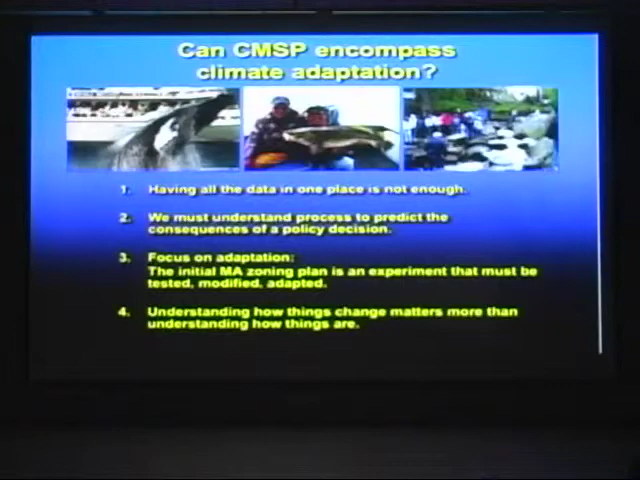 Can CMSP encompass
climate adaptation?
1. Having all the data in one place is not enough.
2. We must understand process to predict the
consequences of a policy decision.
3. Focus on adaptation:
The initial MA zoning plan is an experiment that must be
tested, modified, adapted.
4. Understanding how things change matters more than
understanding how things are.